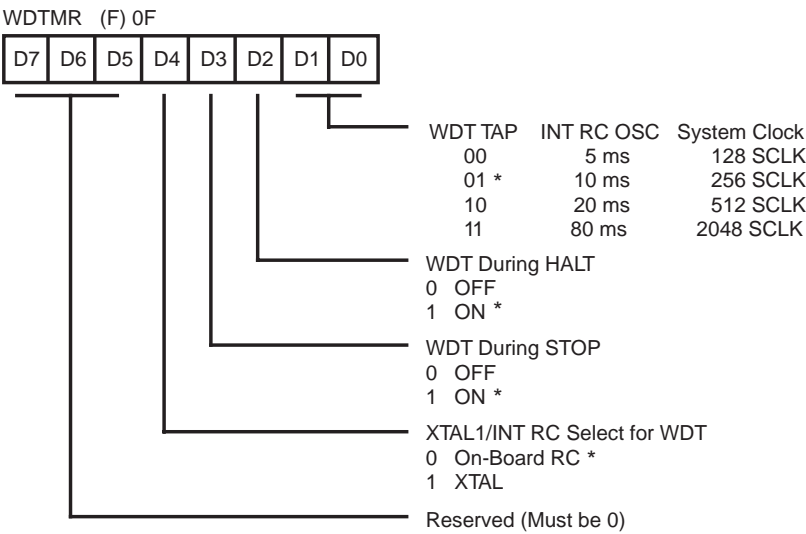 WDTMR (F) 0F
D7 D6 D5 D4 D3 D2 D1 D0
WDT TAP INT RC OSC System Clock
00 5 ms 128 SCLK
01 * 10 ms 256 SCLK
10 20 ms 512 SCLK
11 80 ms 2048 SCLK
WDT During HALT
0 OFF
1 ON *
WDT During STOP
0 OFF
1 ON *
XTAL1/INT RC Select for WDT
0 On-Board RC *
1 XTAL
Reserved (Must be 0)